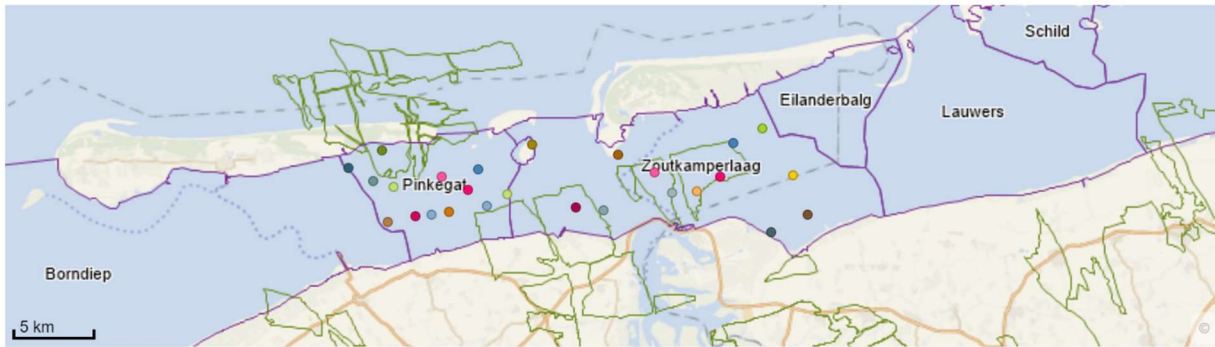 Schild
Eilanderbalg
Lauwers
Zoutkamperlaag
Pinkegat
Borndiep
5 km
©